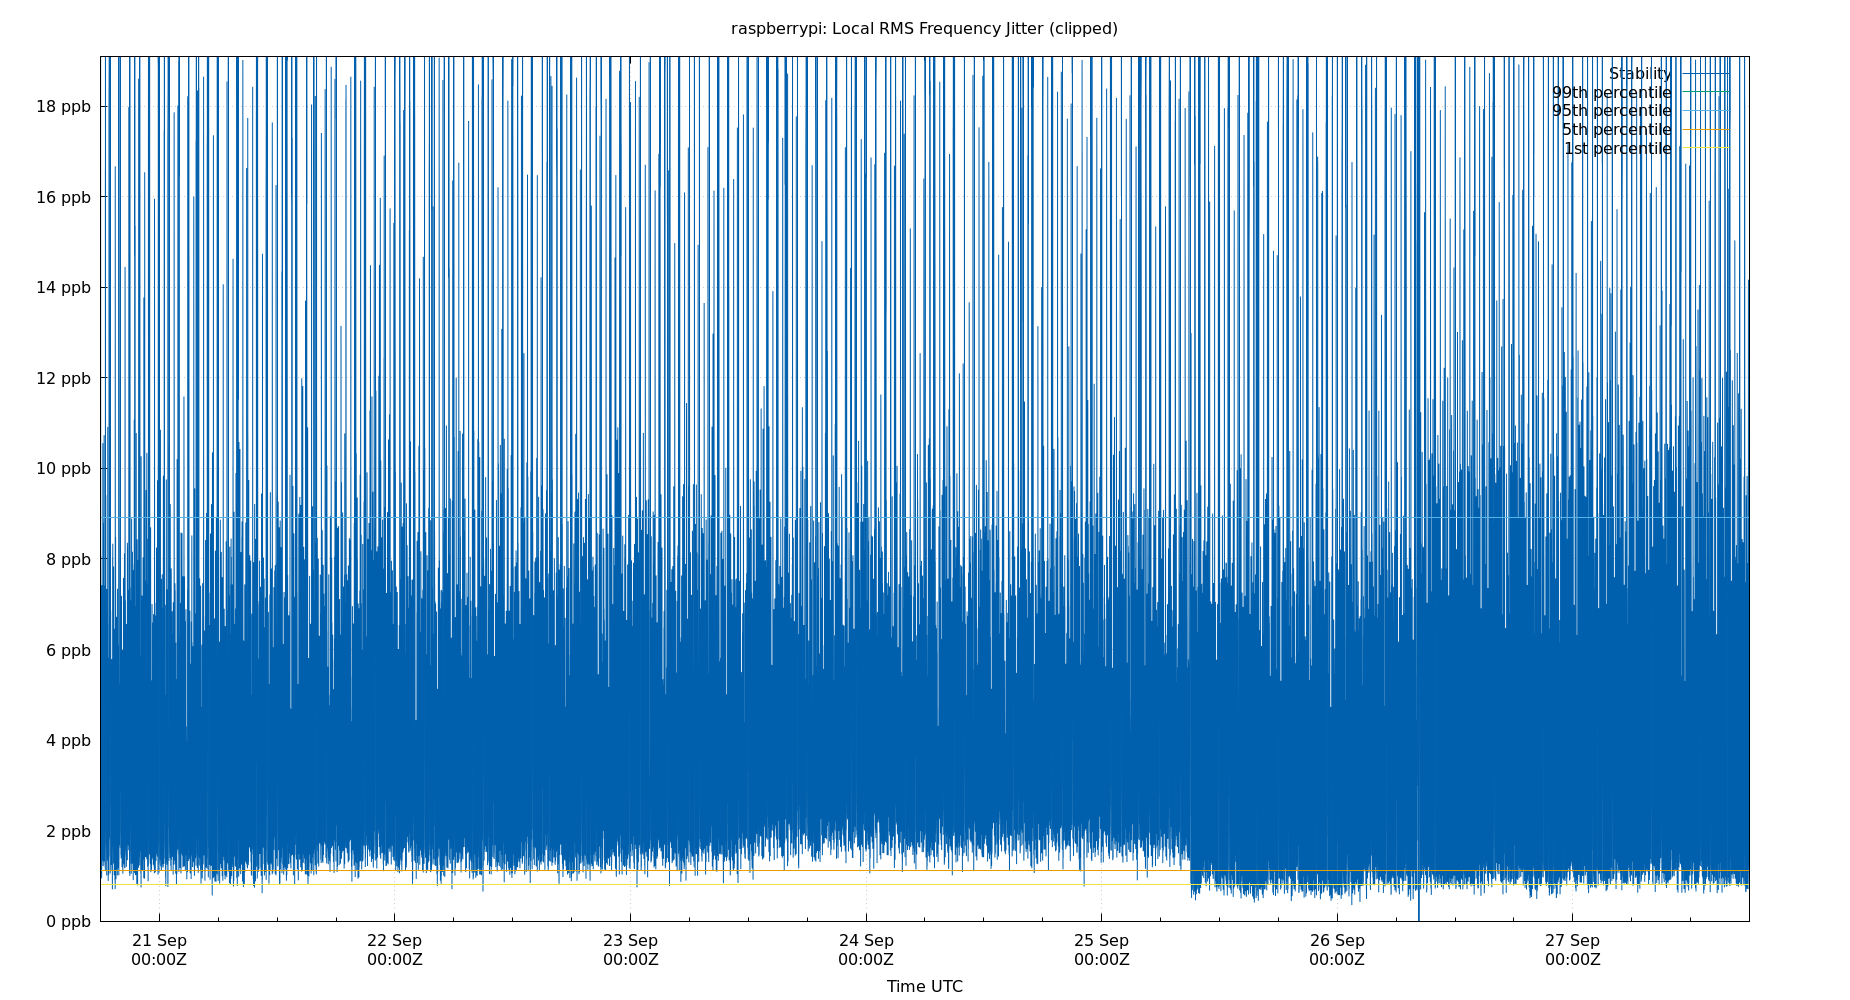 raspberrypi: Local RMS Frequency Jitter (clipped)
Stability
99th percentile
95th percentile
5th percentile
1st percentile
18 ppb
16 ppb
14 ppb
12 ppb
10 ppb
8 ppb
6 ppb
4 ppb
2 ppb
0 ppb
21 Sep 22 Sep 23 Sep 24 Sep 25 Sep 26 Sep 27 Sep
00:00Z 00:00Z 00:00Z 00:00Z 00:00Z 00:00Z 00:00Z
Time UTC